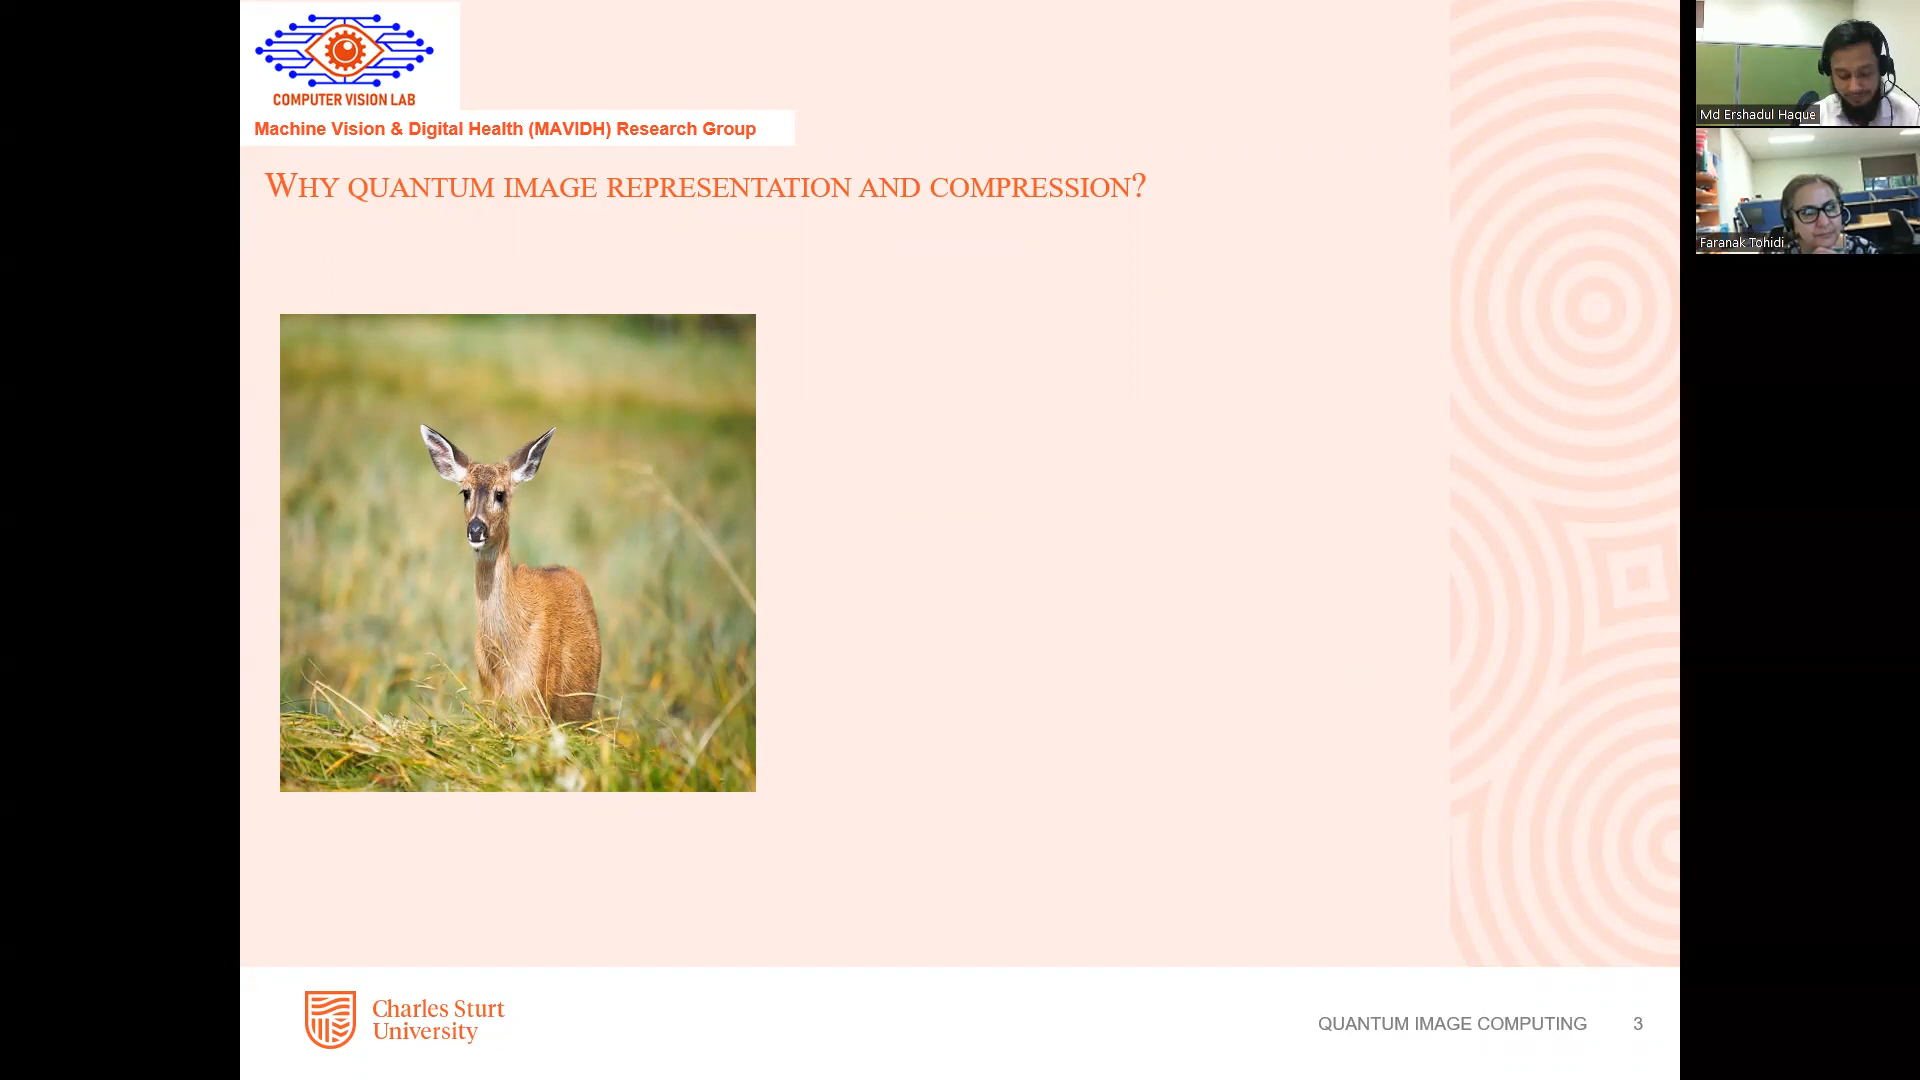 COMPUTER VISION LAB
Machine Vision & Digital Health (MAVIDH) Research Group
WHY QUANTUM IMAGE REPRESENTATION AND COMPRESSION?
Md Ershadul Haque
Faranak Tohidi
Charles Sturt
University
QUANTUM IMAGE COMPUTING 3